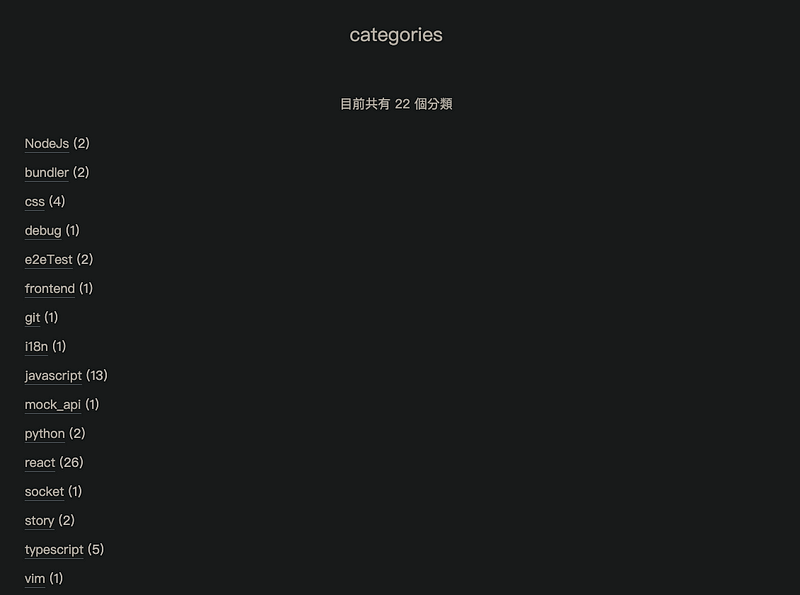 categories
目前共有 22 個分類
NodeJs (2)
bundler (2)
css (4)
debug (1)
e2eTest (2)
frontend (1)
git (1)
i18n (1)
javascript (13)
mock_api (1)
python (2)
react (26)
socket (1)
story (2)
typescript (5)
vim (1)